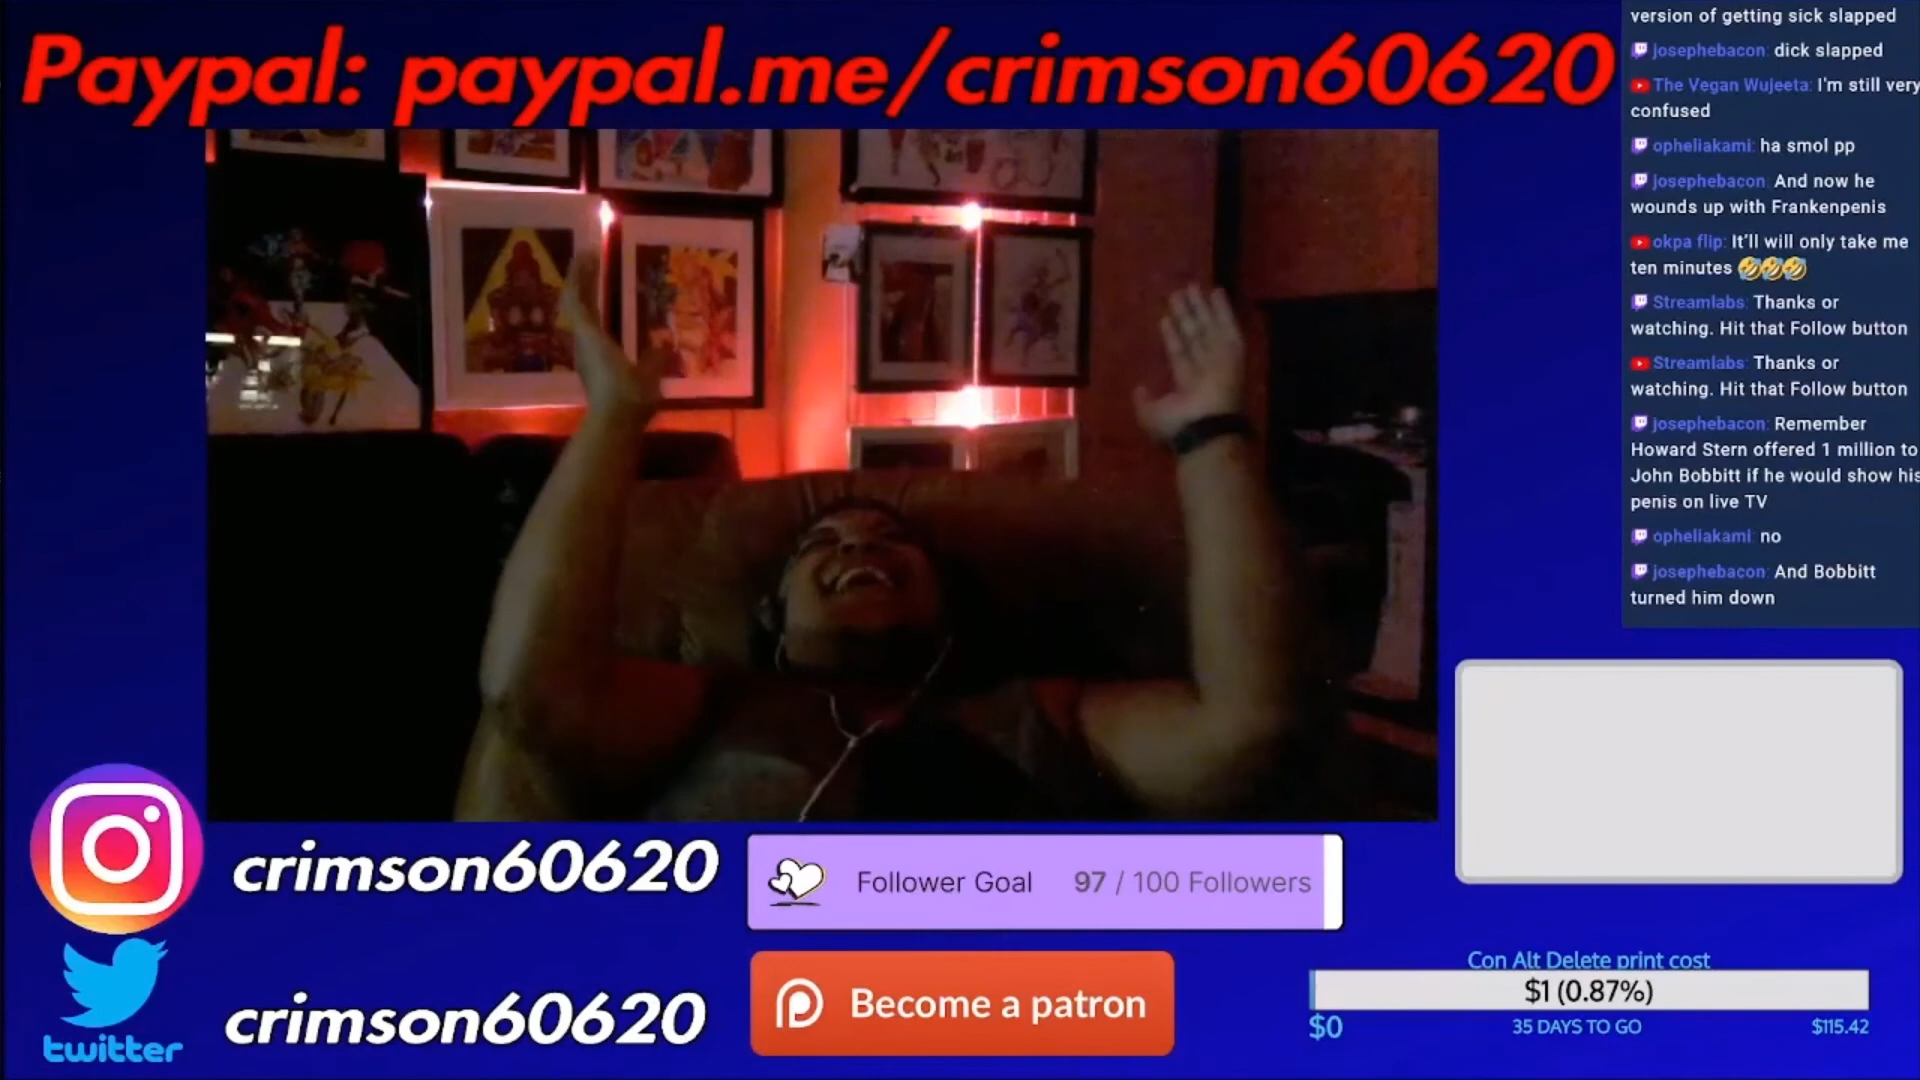 Paypal: paypal.me/crimson60620
version of getting sick slapped
josephebacon: dick slapped
The Vegan Wujeeta: I'm still very
confused
opheliakami: ha smol pp
josephebacon: And now he
wounds up with Frankenpenis
okpa flip: It'll will only take me
ten minutes 🤣🤣🤣
Streamlabs: Thanks or
watching. Hit that Follow button
Streamlabs: Thanks or
watching. Hit that Follow button
josephebacon: Remember
Howard Stern offered 1 million to
John Bobbitt if he would show his
penis on live TV
opheliakami: no
josephebacon: And Bobbitt
turned him down
crimson60620
Follower Goal 97 / 100 Followers
twitter
crimson60620
Become a patron
Con Alt Delete print cost
$1 (0.87%)
$0 35 DAYS TO GO $115.42